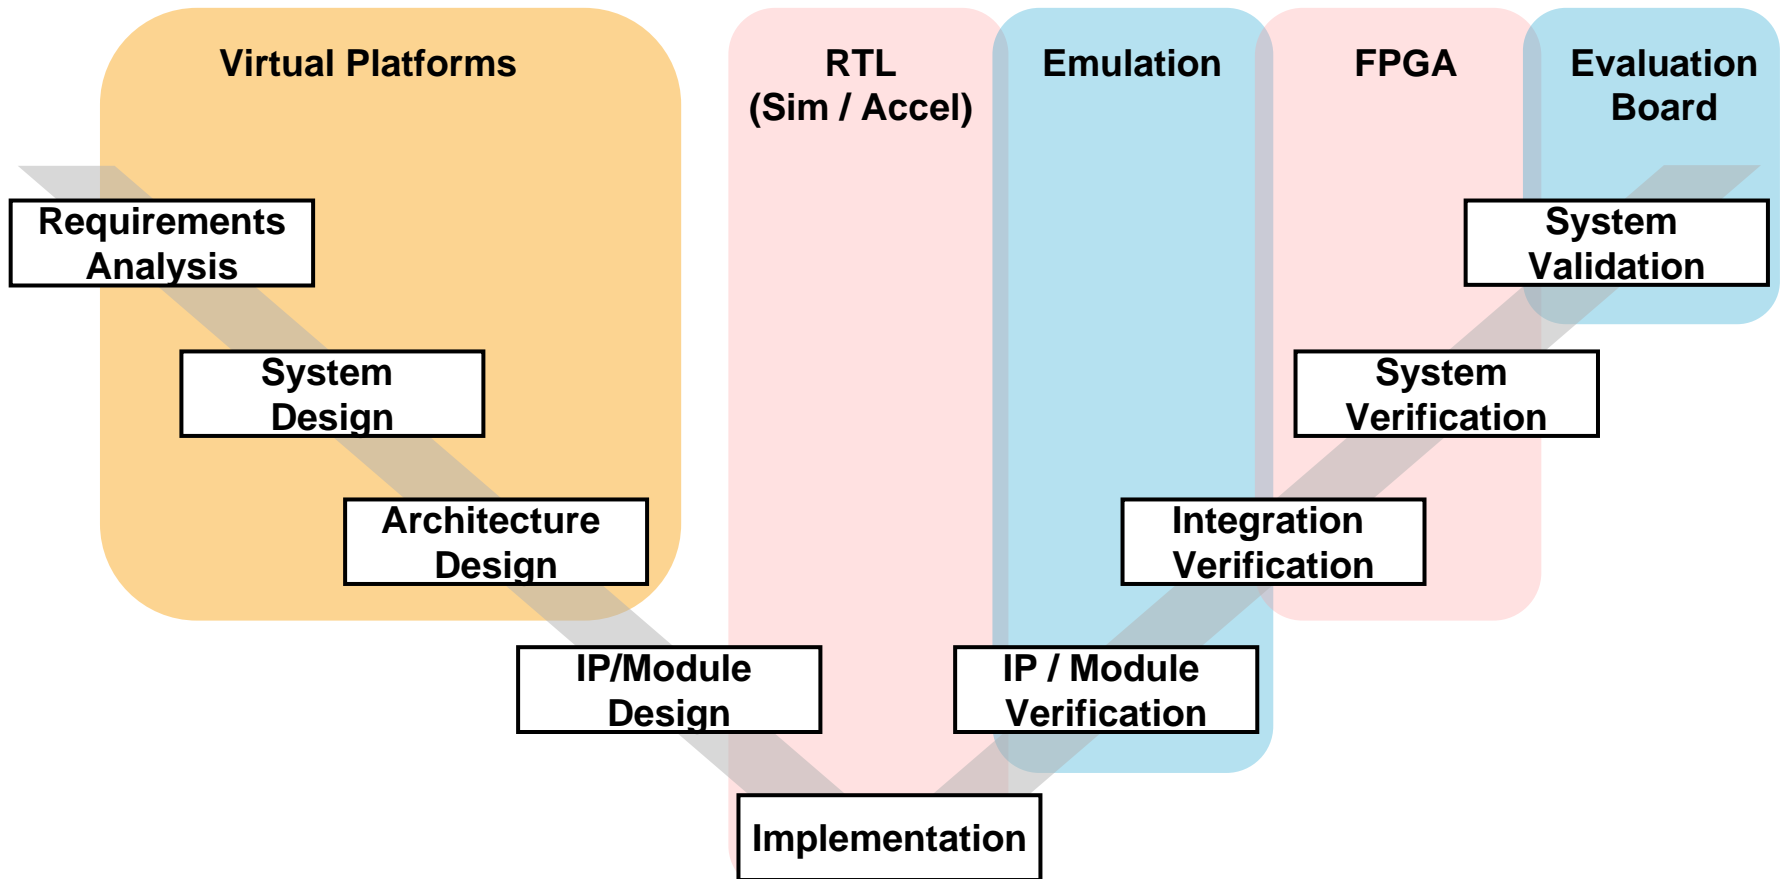 Virtual Platforms
RTL
(Sim / Accel)
Emulation
FPGA
Evaluation
Board
Requirements
Analysis
System
Validation
System
Design
System
Verification
Architecture
Design
Integration
Verification
IP/Module
Design
IP / Module
Verification
Implementation